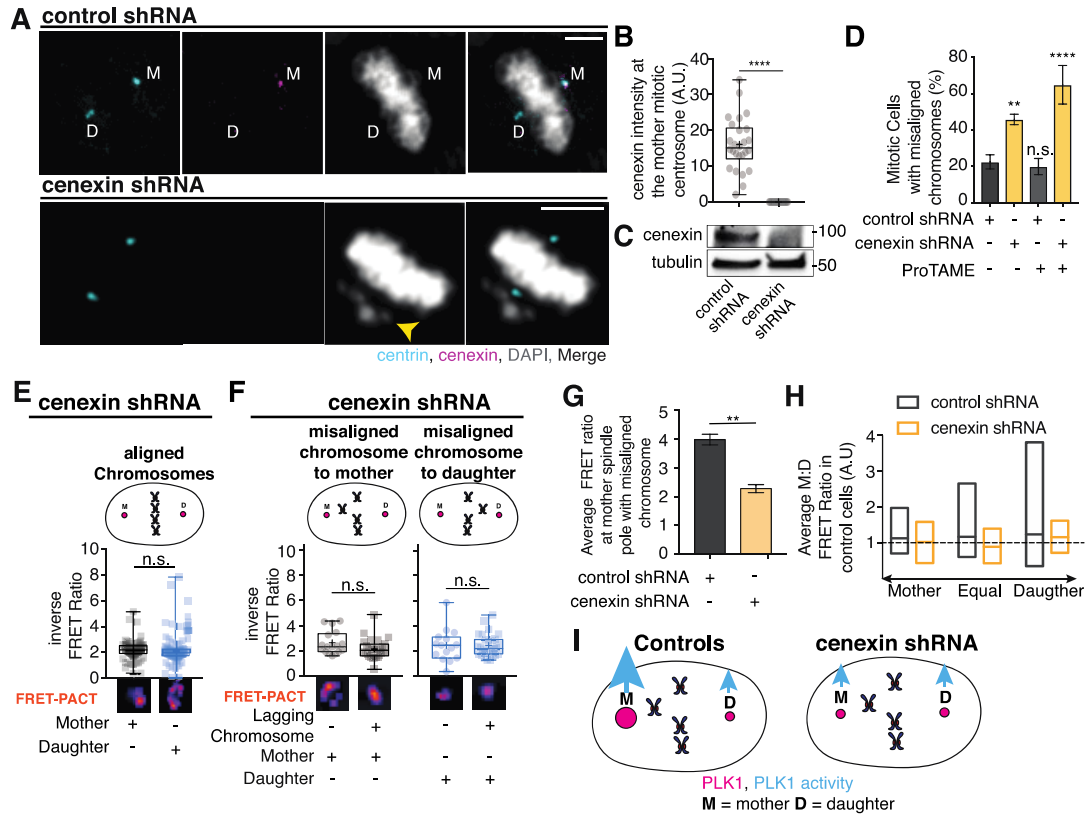 A
control shRNA
M
D
M
D
M
M
D
cenexin shRNA
centrin, cenexin, DAPI, Merge
B
cenexin intensity at
the mother mitotic
centrosome (A.U.)
40
30
20
10
0
****
C
cenexin
tubulin
-100
-50
control
shRNA
cenexin
shRNA
D
Mitotic Cells
with misaligned
chromosomes (%)
80
60
40
20
0
**
n.s.
****
control shRNA + - + -
cenexin shRNA - + - +
ProTAME - - + +
E
cenexin shRNA
aligned
Chromosomes
M D
inverse
FRET Ratio
10
8
6
4
2
0
n.s.
FRET-PACT
Mother + -
Daughter - +
F
cenexin shRNA
misaligned
chromosome
to mother
misaligned
chromosome
to daughter
M D
M D
inverse
FRET Ratio
10
8
6
4
2
0
n.s.
n.s.
FRET-PACT
Lagging
Chromosome
- + - +
Mother + +
Daughter + +
G
Average FRET ratio
at mother spindle
pole with misaligned
chromosome
5
4
3
2
1
0
**
control shRNA + -
cenexin shRNA - +
H
control shRNA
cenexin shRNA
Average M:D
FRET Ratio in
control cells (A.U)
4
3
2
1
Mother Equal Daugther
I
Controls
cenexin shRNA
M
D
M
D
PLK1, PLK1 activity
M = mother D = daughter